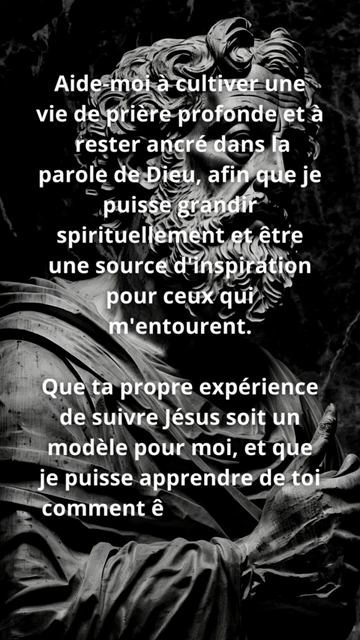 Aide-moi à cultiver une
vie de prière profonde et à
rester ancré dans la
parole de Dieu, afin que je
puisse grandir
spirituellement et être
une source d'inspiration
pour ceux qui
m'entourent.
Que ta propre expérience
de suivre Jésus soit un
modèle pour moi, et que
je puisse apprendre de toi
comment ê